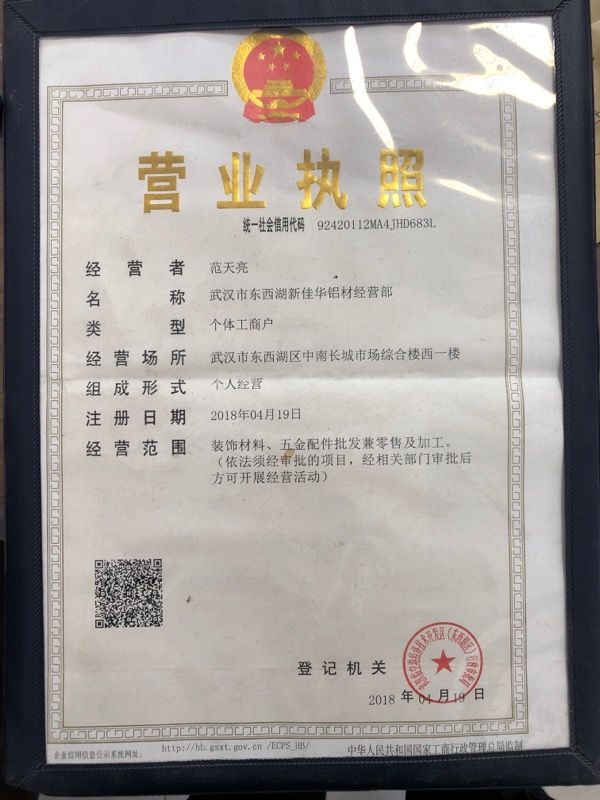 营业执照
统一社会信用代码 92420112MA4JHD683L
经营者 范天亮
名称 武汉市东西湖新佳华铝材经营部
类型 个体工商户
经营场所 武汉市东西湖区中南长城市场综合楼西一楼
组成形式 个人经营
注册日期 2018年04月19日
经营范围 装饰材料、五金配件批发兼零售及加工。
（依法须经审批的项目，经相关部门审批后
方可开展经营活动）
登记机关
2018 年 04 月 19 日
企业信用信息公示系统网址： http://hb.gsxt.gov.cn /ECPS_HB/ 中华人民共和国国家工商行政管理总局监制